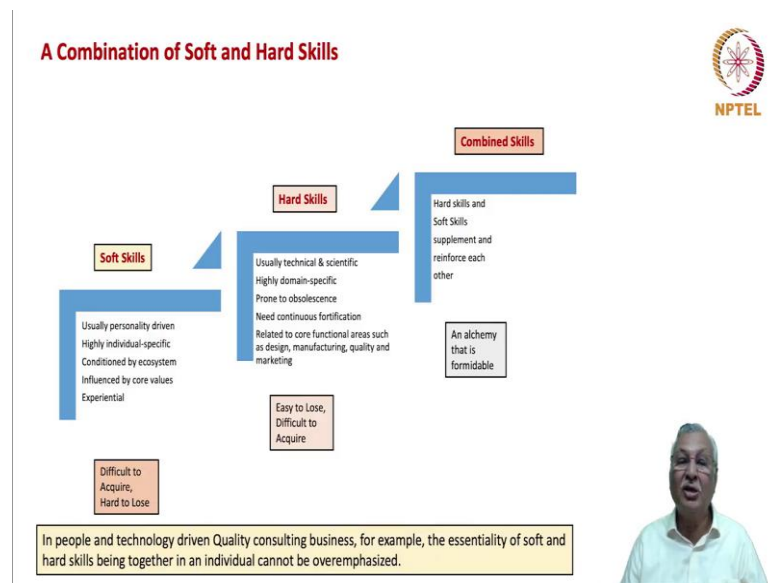 A Combination of Soft and Hard Skills
NPTEL
Combined Skills
Hard skills and
Soft Skills
supplement and
reinforce each
other
An alchemy
that is
formidable
Hard Skills
Usually technical & scientific
Highly domain-specific
Prone to obsolescence
Need continuous fortification
Related to core functional areas such
as design, manufacturing, quality and
marketing
Easy to Lose,
Difficult to
Acquire
Soft Skills
Usually personality driven
Highly individual-specific
Conditioned by ecosystem
Influenced by core values
Experiential
Difficult to
Acquire,
Hard to Lose
In people and technology driven Quality consulting business, for example, the essentiality of soft and
hard skills being together in an individual cannot be overemphasized.